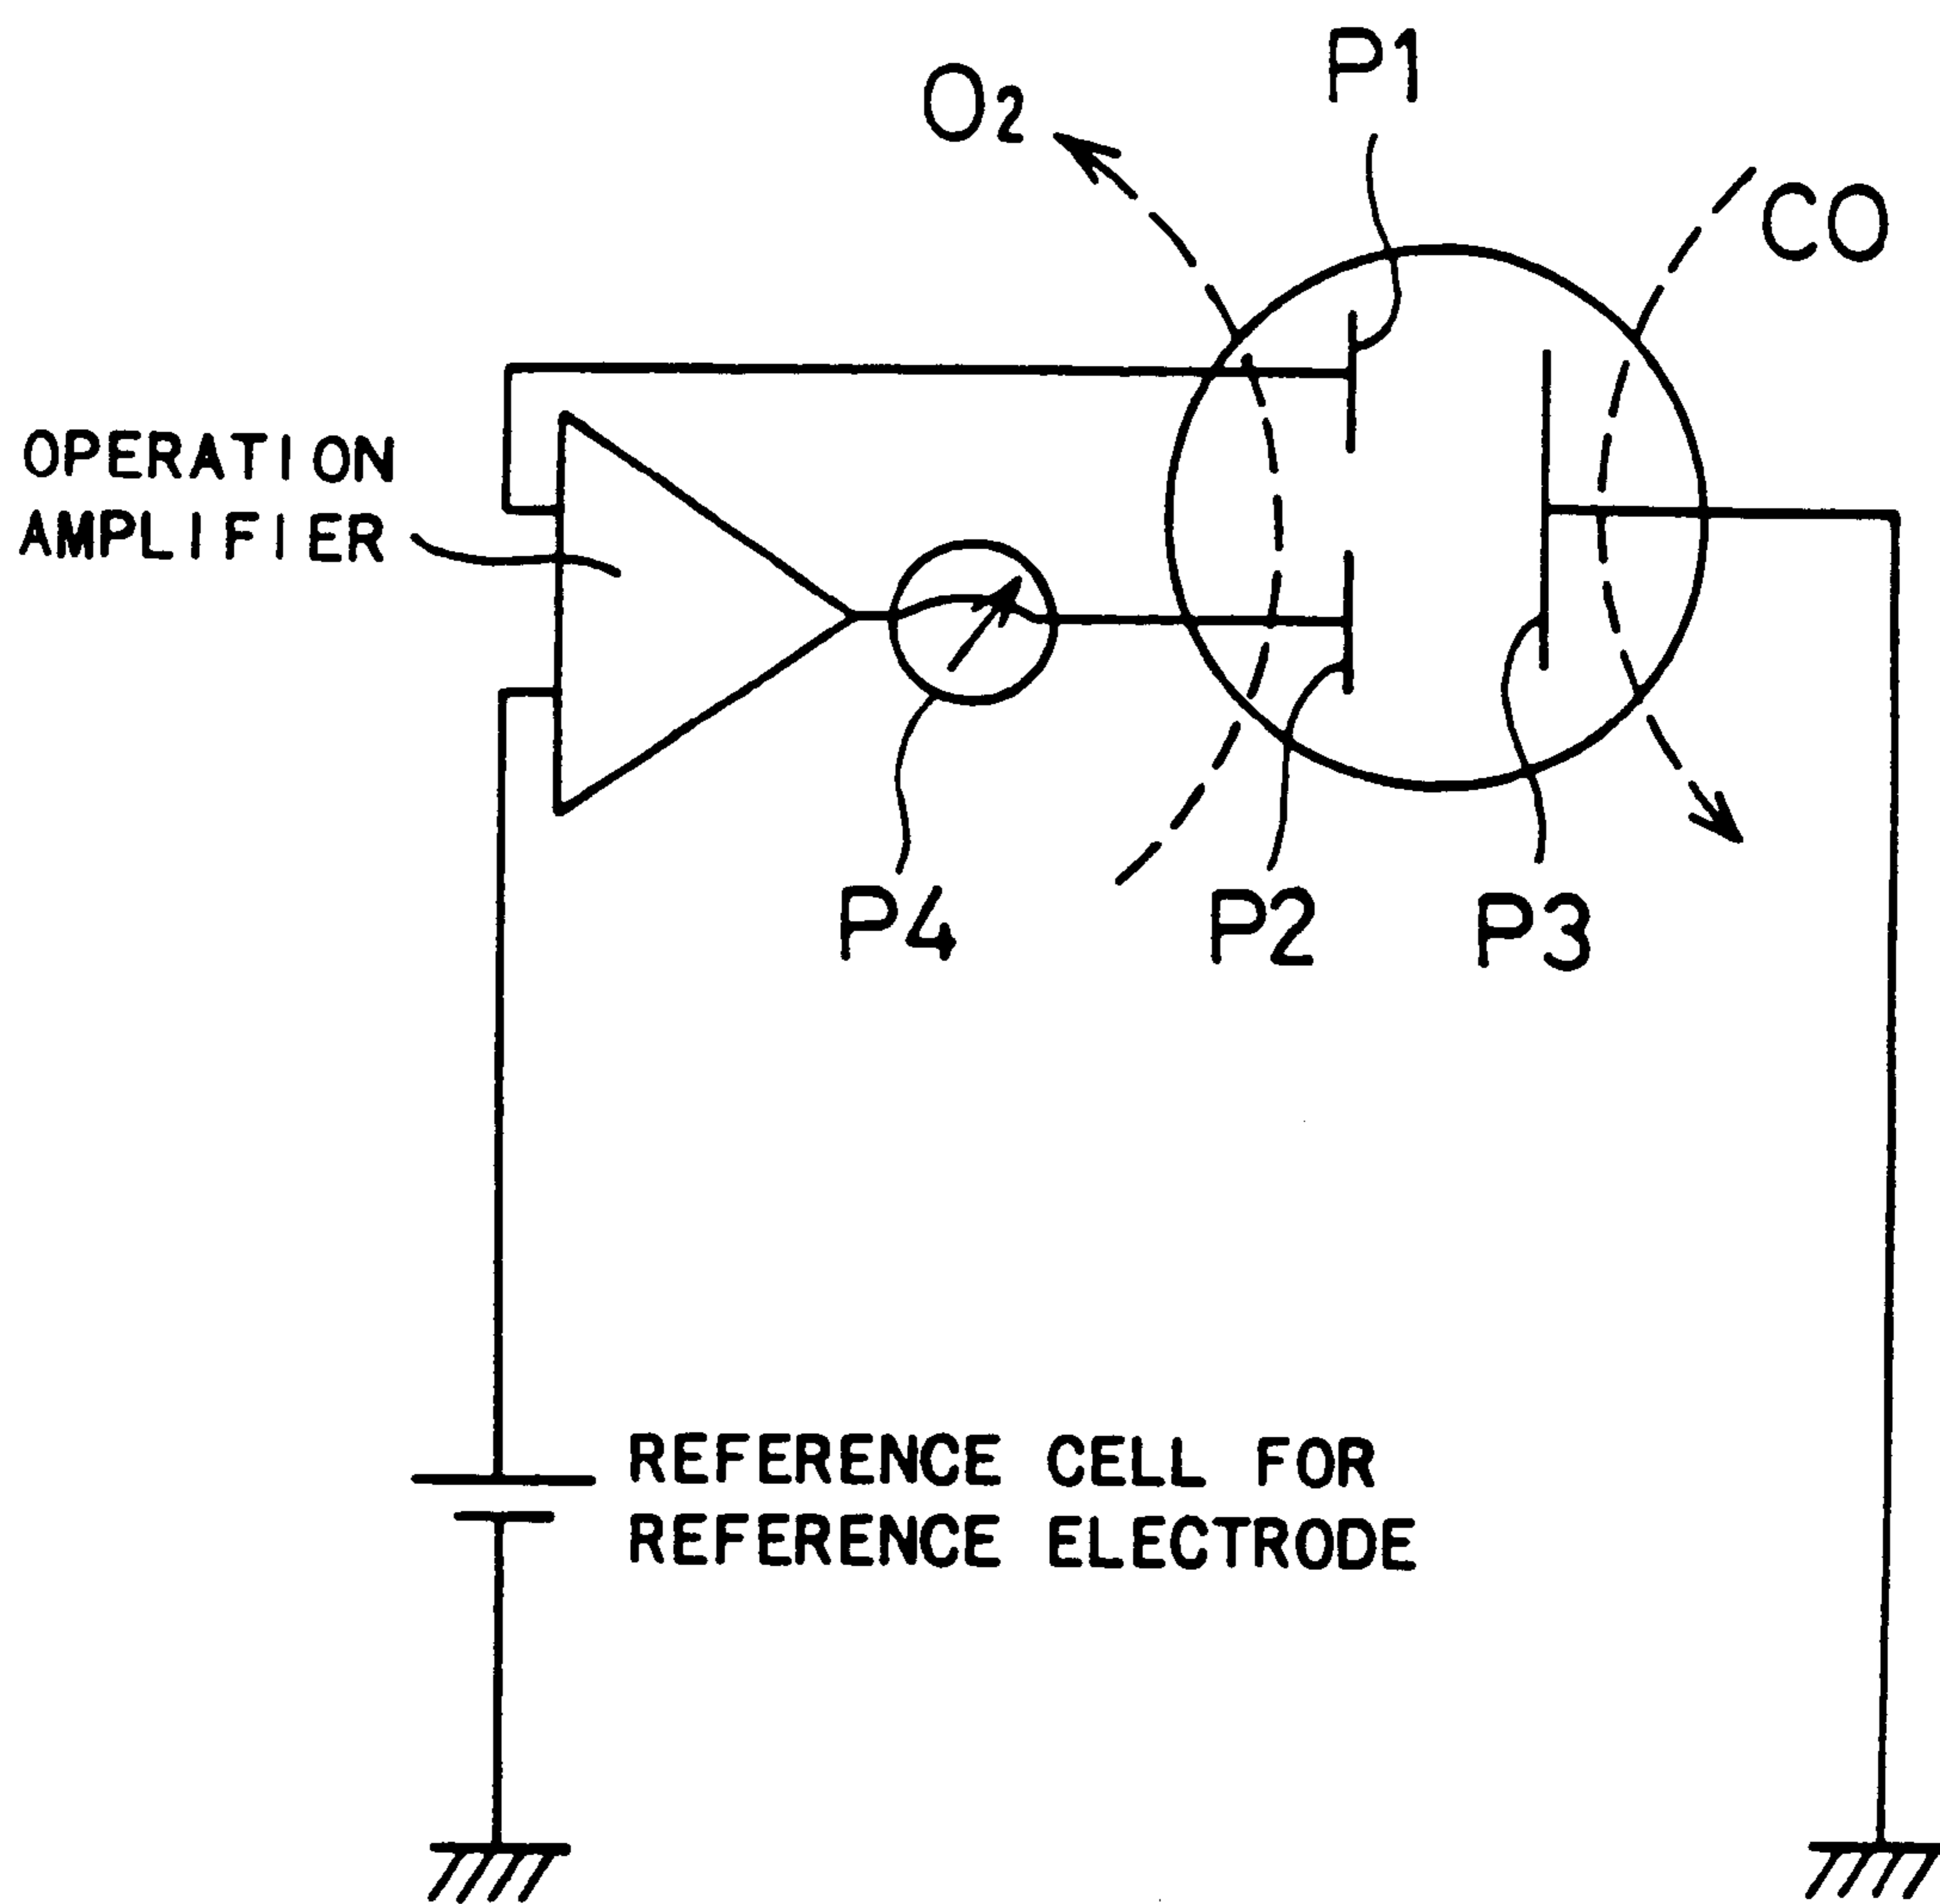 P1
O2
CO
OPERATION
AMPLIFIER
P4
P2
P3
REFERENCE CELL FOR
REFERENCE ELECTRODE